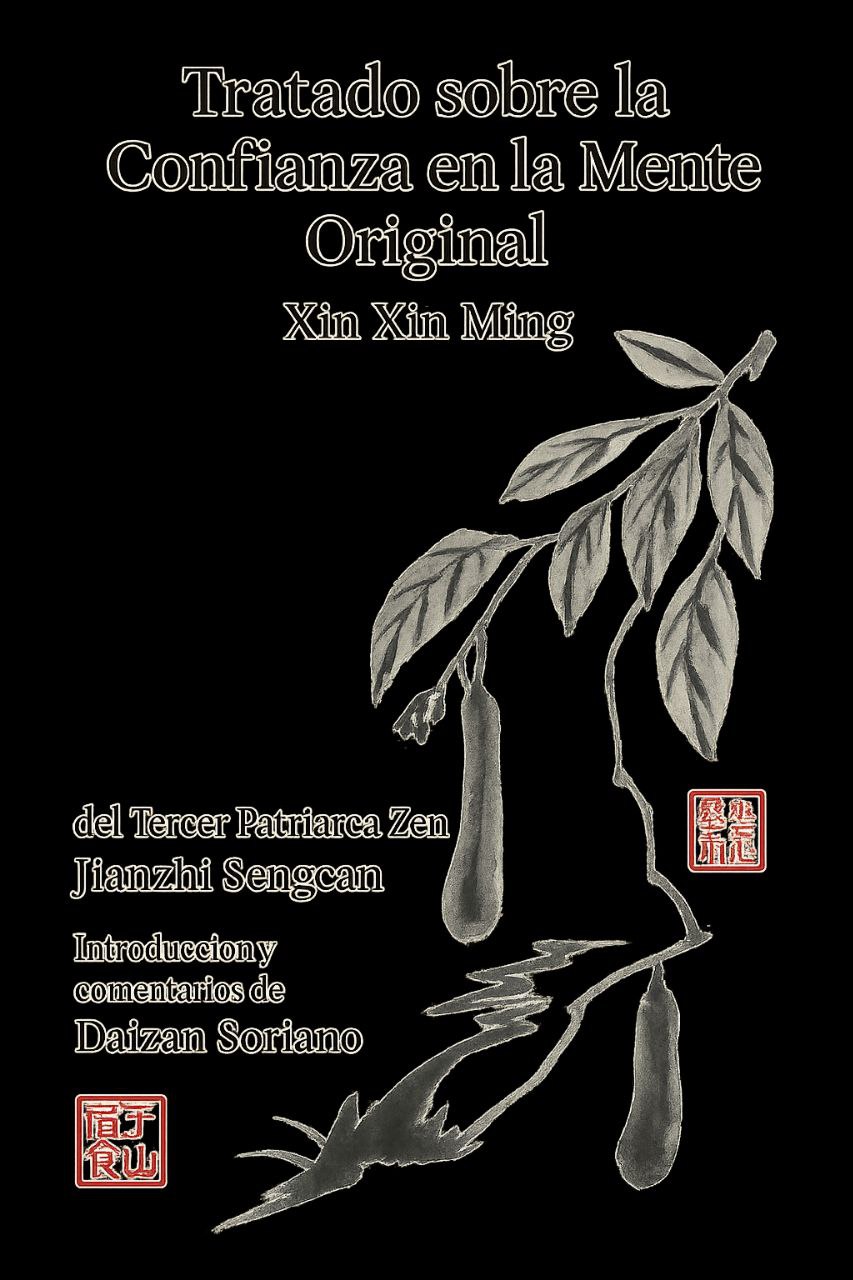 Tratado sobre la
Confianza en la Mente
Original
Xin Xin Ming
del Tercer Patriarca Zen
Jianzhi Sengcan
Introduccion y
comentarios de
Daizan Soriano